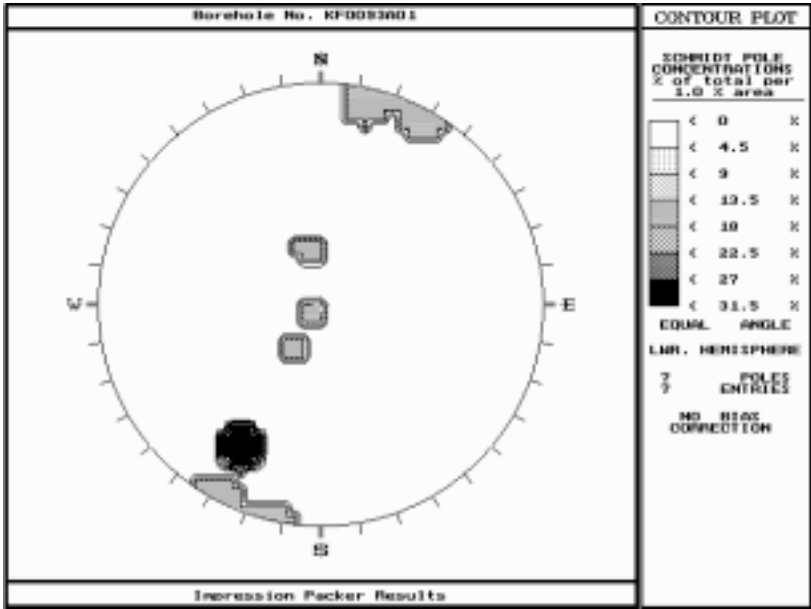 Borehole No. KF0093A01
CONTOUR PLOT
N
W
E
S
SCHMIDT POLE
CONCENTRATIONS
% of total per
1.0 % area
< 0 %
< 4.5 %
< 9 %
< 13.5 %
< 18 %
< 22.5 %
< 27 %
< 31.5 %
EQUAL ANGLE
LWR. HEMISPHERE
7 POLES
7 ENTRIES
NO BIAS
CORRECTION
Impression Packer Results